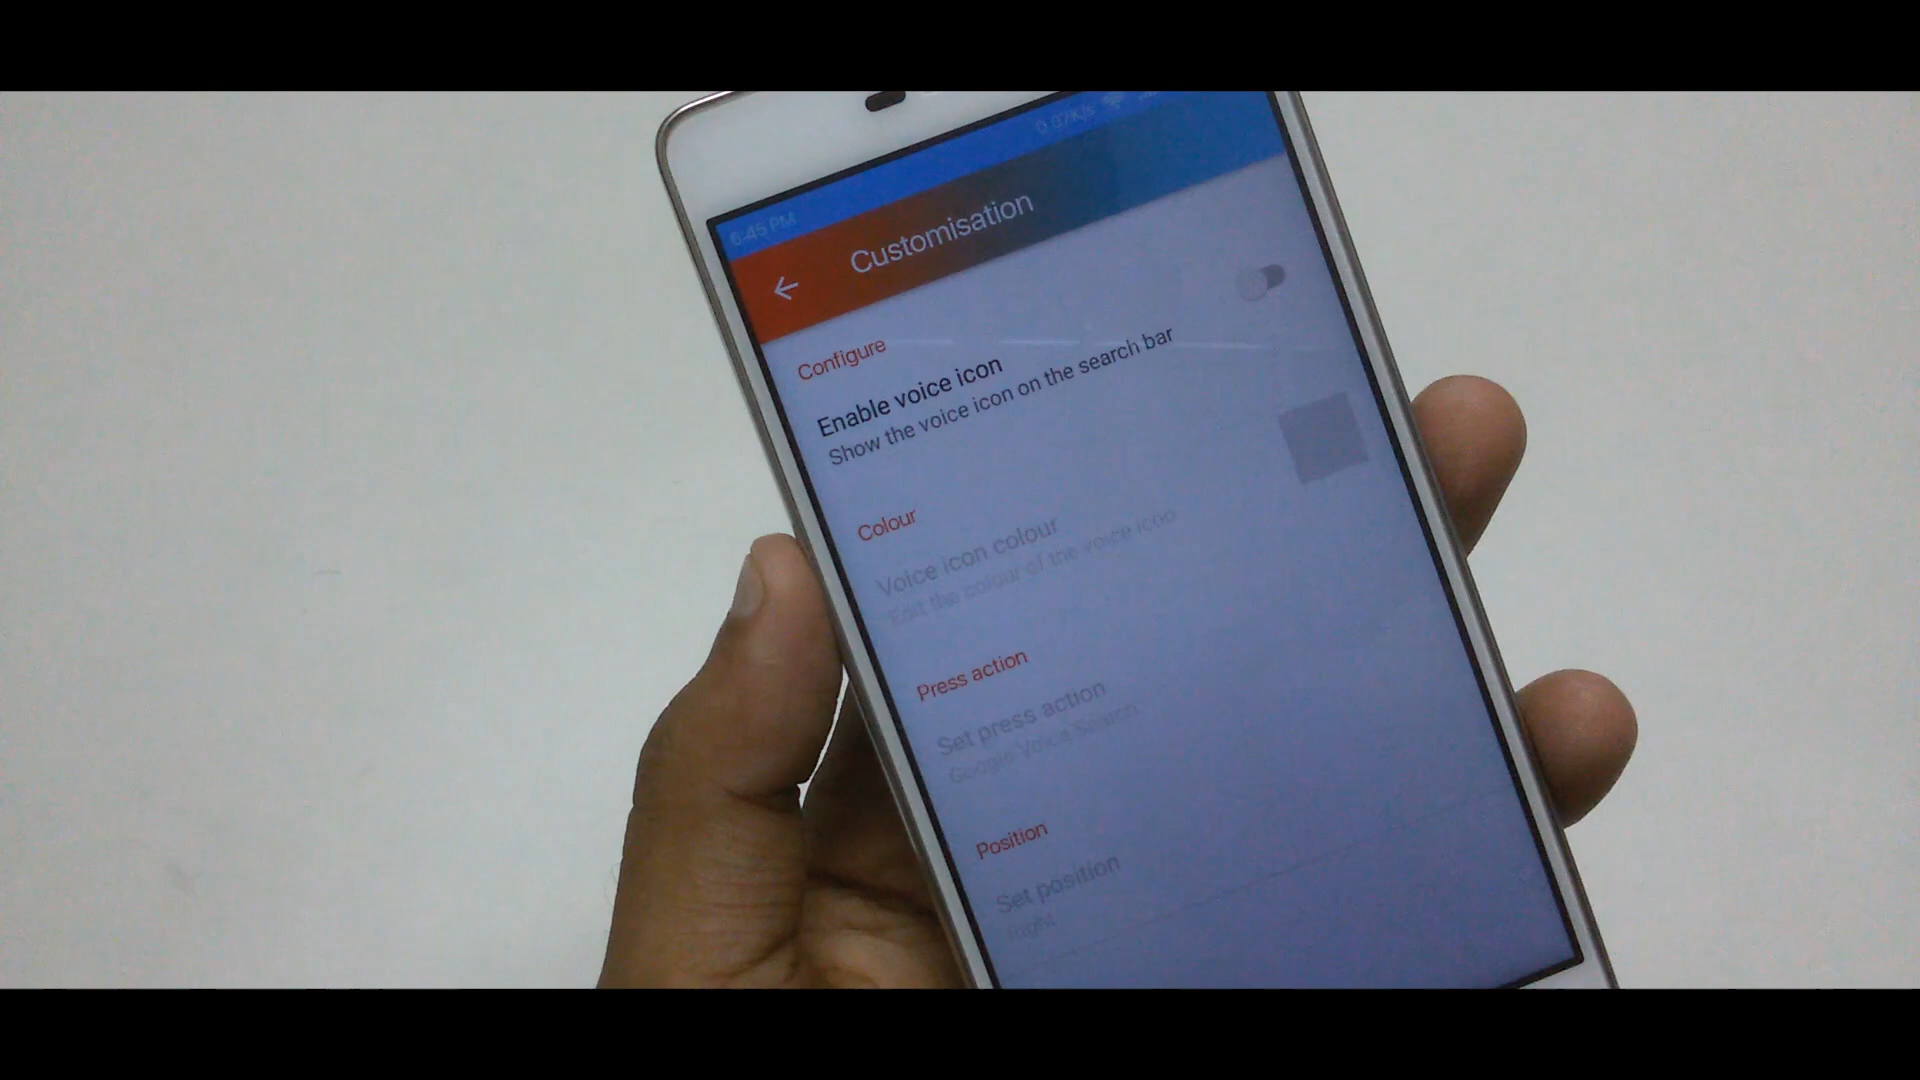 6:45 PM
0.07K/s
Customisation
Configure
Enable voice icon
Show the voice icon on the search bar
Colour
Voice icon colour
Edit the colour of the voice icon
Press action
Set press action
Google Voice Search
Position
Set position
Right